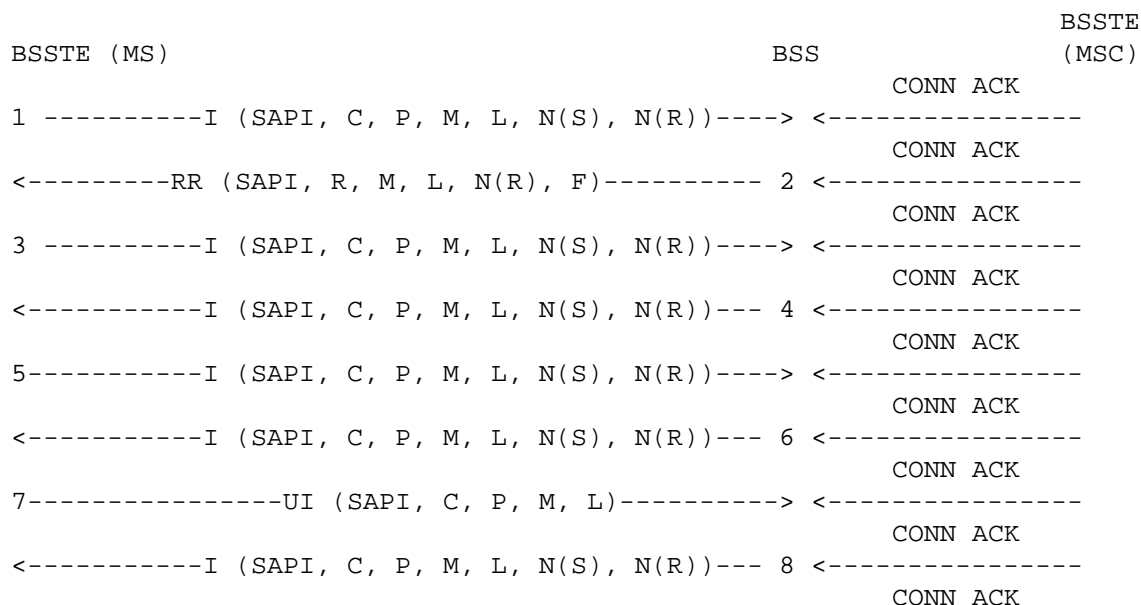 BSSTE
BSSTE (MS) BSS (MSC)
CONN ACK
1 ----------I (SAPI, C, P, M, L, N(S), N(R))----> <----------------
CONN ACK
<---------RR (SAPI, R, M, L, N(R), F)---------- 2 <----------------
CONN ACK
3 ----------I (SAPI, C, P, M, L, N(S), N(R))----> <----------------
CONN ACK
<-----------I (SAPI, C, P, M, L, N(S), N(R))--- 4 <----------------
CONN ACK
5-----------I (SAPI, C, P, M, L, N(S), N(R))----> <----------------
CONN ACK
<-----------I (SAPI, C, P, M, L, N(S), N(R))--- 6 <----------------
CONN ACK
7----------------UI (SAPI, C, P, M, L)----------> <----------------
CONN ACK
<-----------I (SAPI, C, P, M, L, N(S), N(R))--- 8 <----------------
CONN ACK